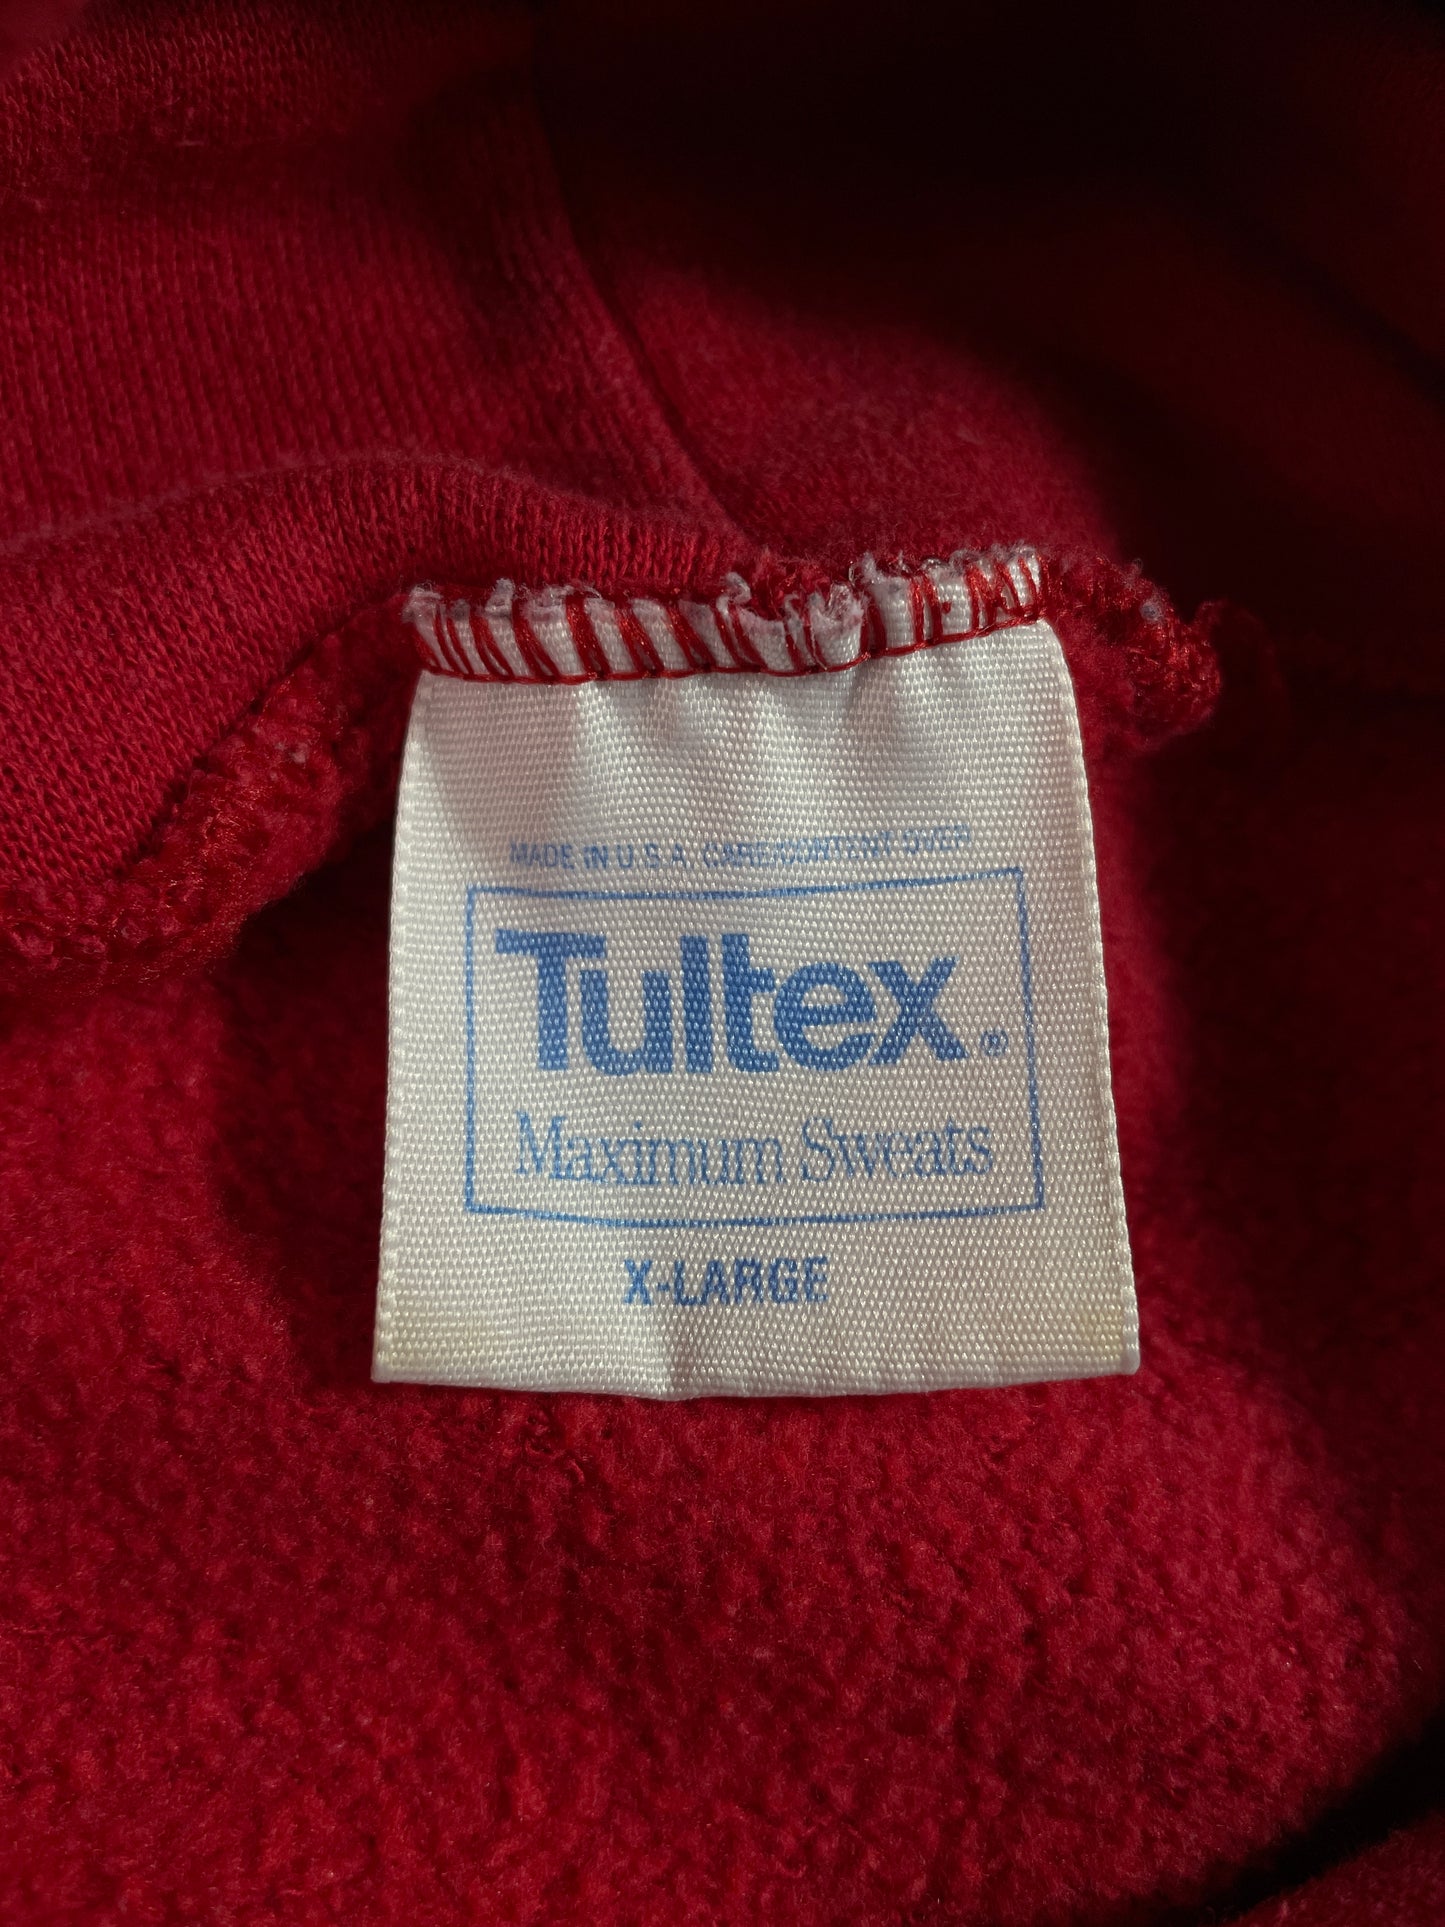 MADE IN U.S.A. CARE/CONTENT OVER
Tultex®
Maximum Sweats
X-LARGE